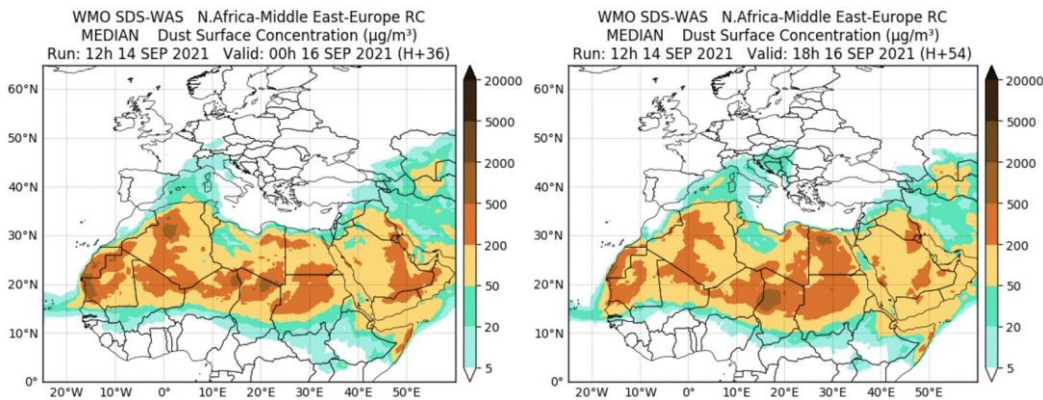 WMO SDS-WAS   N.Africa-Middle East-Europe RC
MEDIAN    Dust Surface Concentration (µg/m³)
Run: 12h 14 SEP 2021   Valid: 00h 16 SEP 2021 (H+36)
60°N
50°N
40°N
30°N
20°N
10°N
0°
20°W
10°W
0°
10°E
20°E
30°E
40°E
50°E
20000
5000
2000
500
200
50
20
5
WMO SDS-WAS   N.Africa-Middle East-Europe RC
MEDIAN    Dust Surface Concentration (µg/m³)
Run: 12h 14 SEP 2021   Valid: 18h 16 SEP 2021 (H+54)
60°N
50°N
40°N
30°N
20°N
10°N
0°
20°W
10°W
0°
10°E
20°E
30°E
40°E
50°E
20000
5000
2000
500
200
50
20
5